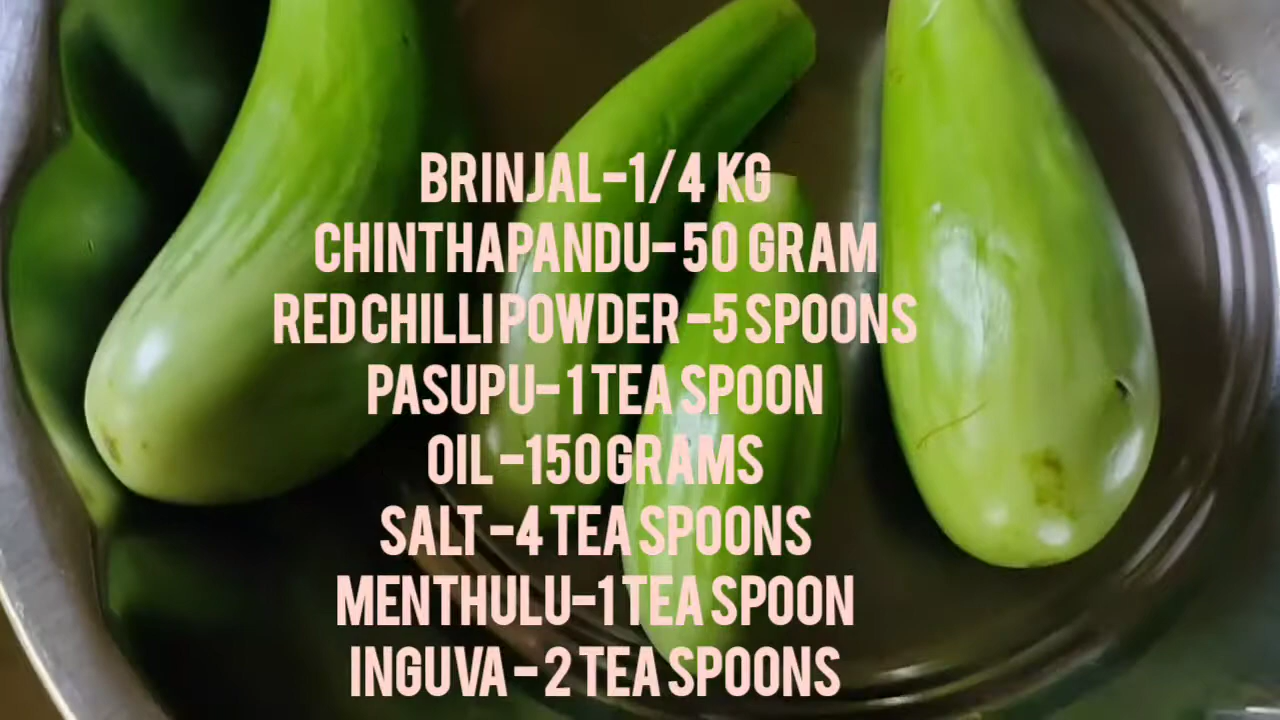 BRINJAL-1/4 KG
CHINTHAPANDU- 50 GRAM
RED CHILLI POWDER -5 SPOONS
PASUPU- 1 TEA SPOON
OIL -150 GRAMS
SALT -4 TEA SPOONS
MENTHULU-1 TEA SPOON
INGUVA - 2 TEA SPOONS